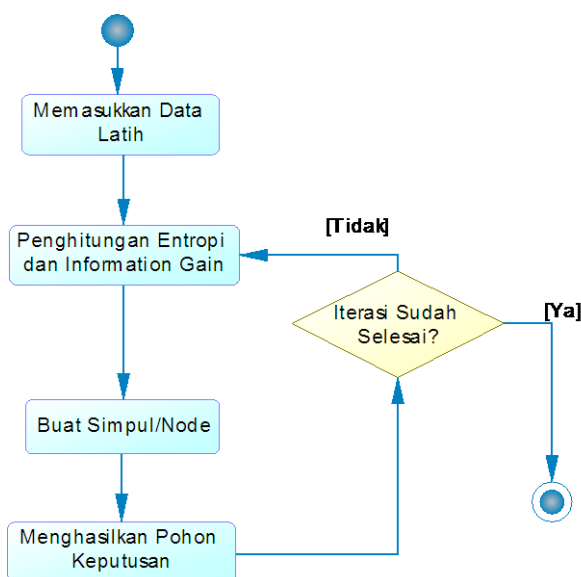 Memasukkan Data
Latih
Penghitungan Entropi
dan Information Gain
[Tidak]
Iterasi Sudah
Selesai?
[Ya]
Buat Simpul/Node
Menghasilkan Pohon
Keputusan